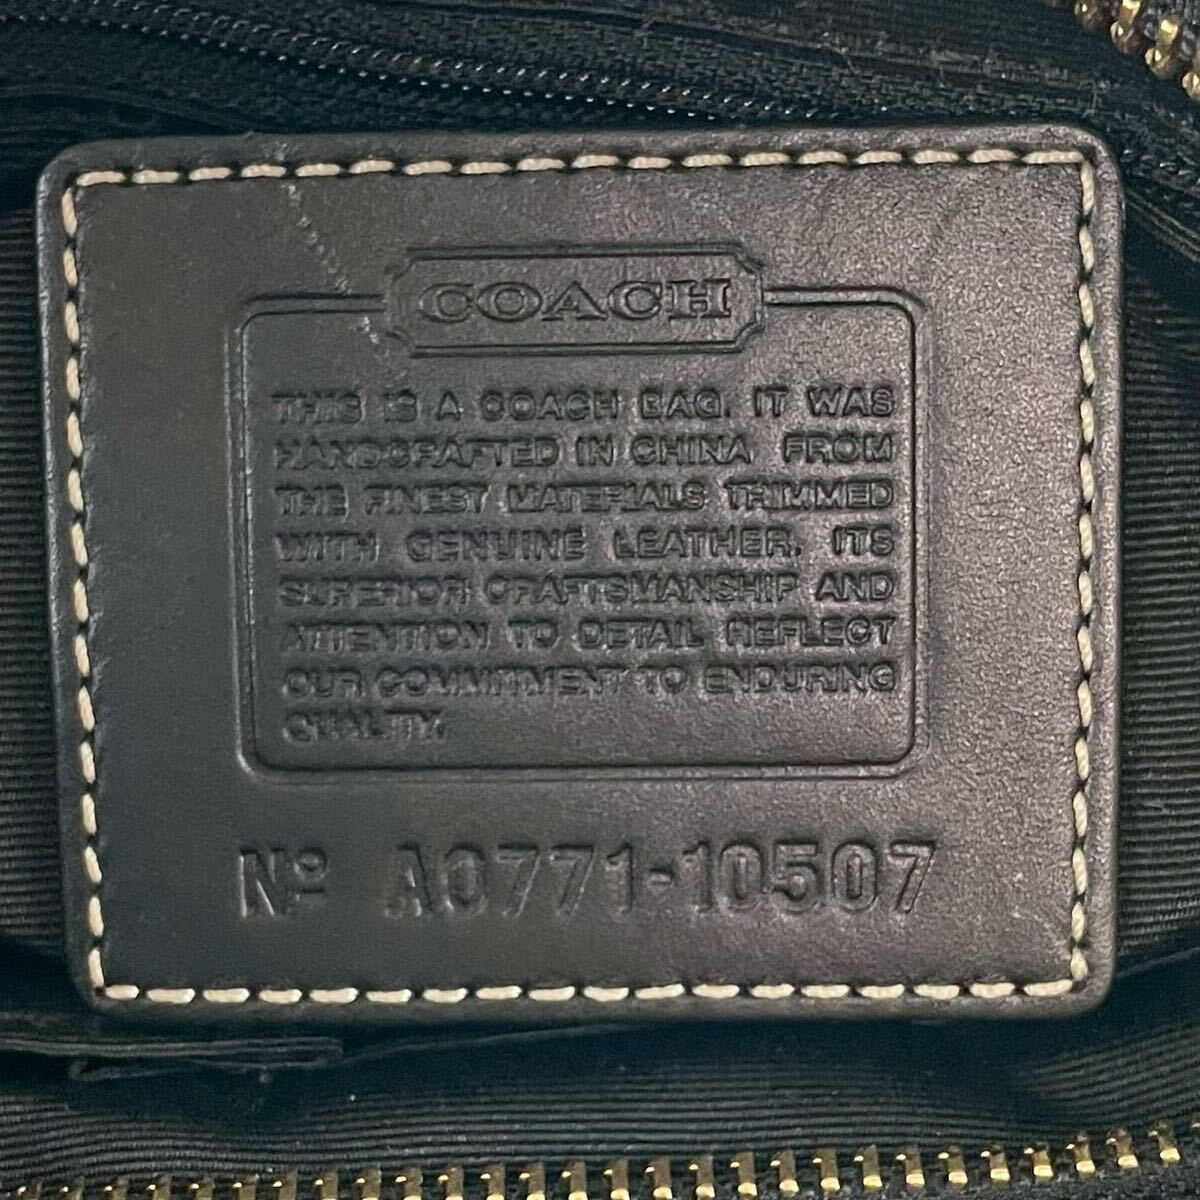 COACH
THIS IS A COACH BAG. IT WAS
HANDCRAFTED IN CHINA FROM
THE FINEST MATERIALS TRIMMED
WITH GENUINE LEATHER. ITS
SUPERIOR CRAFTSMANSHIP AND
ATTENTION TO DETAIL REFLECT
OUR COMMITMENT TO ENDURING
QUALITY.
Nº A0771-10507